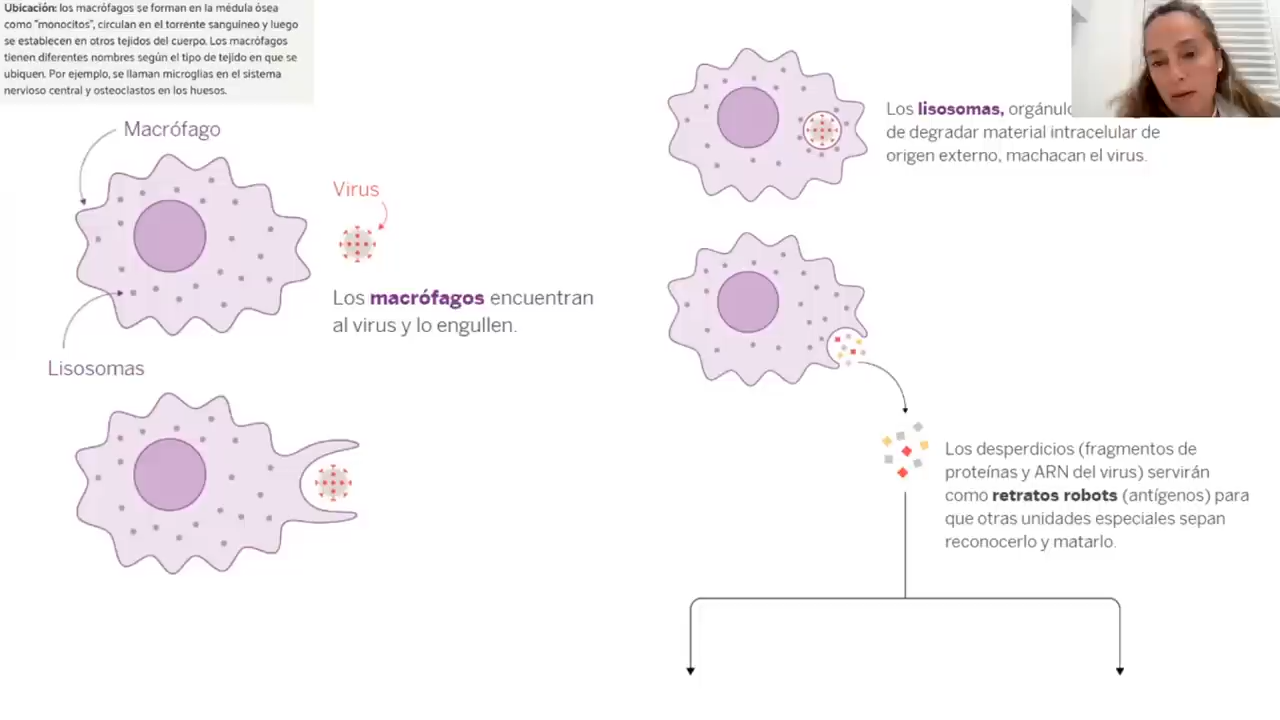 Ubicación: los macrófagos se forman en la médula ósea
como "monocitos", circulan en el torrente sanguíneo y luego
se establecen en otros tejidos del cuerpo. Los macrófagos
tienen diferentes nombres según el tipo de tejido en que se
ubiquen. Por ejemplo, se llaman microglías en el sistema
nervioso central y osteoclastos en los huesos.
Macrófago
Virus
Los macrófagos encuentran
al virus y lo engullen.
Lisosomas
Los lisosomas,
de degradar material intracelular de
origen externo, machacan el virus.
Los desperdicios (fragmentos de
proteínas y ARN del virus) servirán
como retratos robots (antígenos) para
que otras unidades especiales sepan
reconocerlo y matarlo.